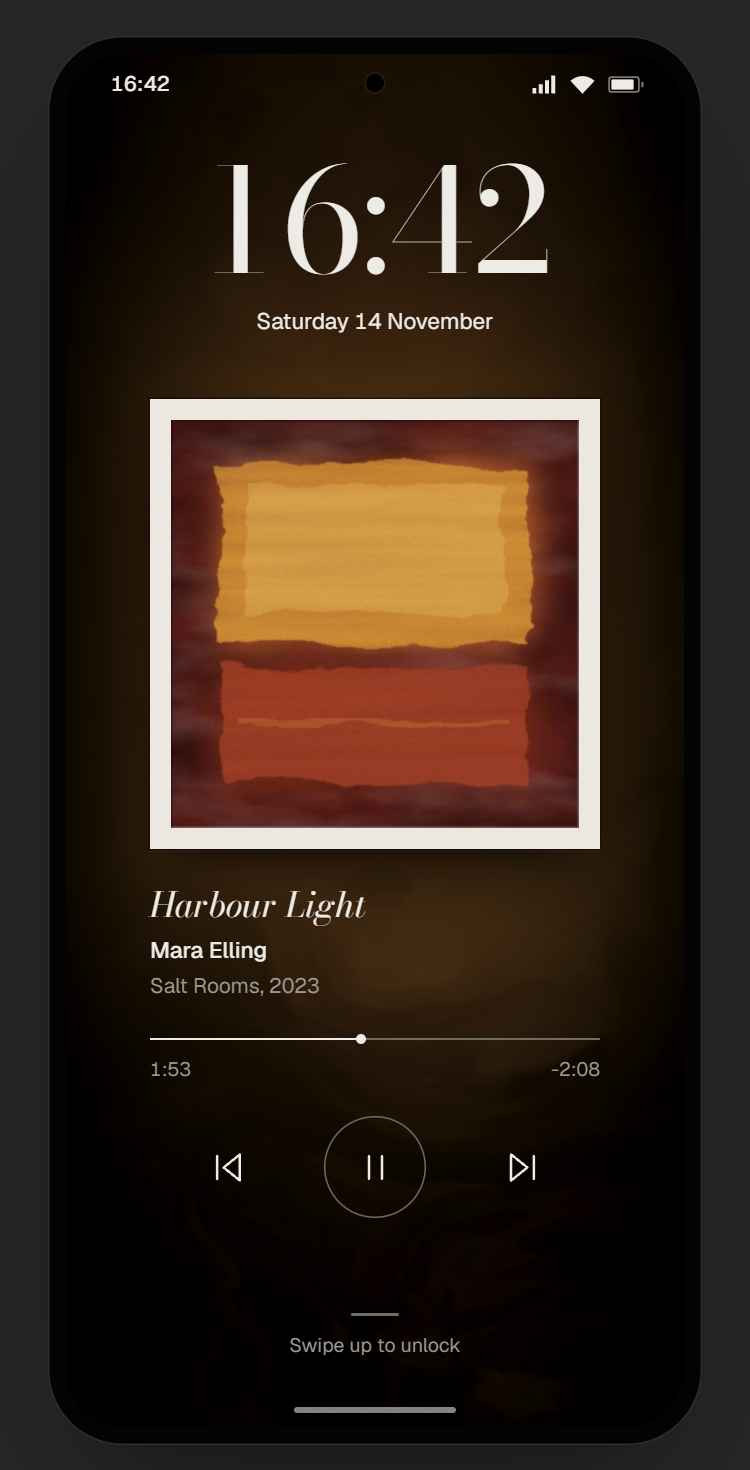 16:42
16:42
Saturday 14 November
Harbour Light
Mara Elling
Salt Rooms, 2023
1:53
-2:08
Swipe up to unlock